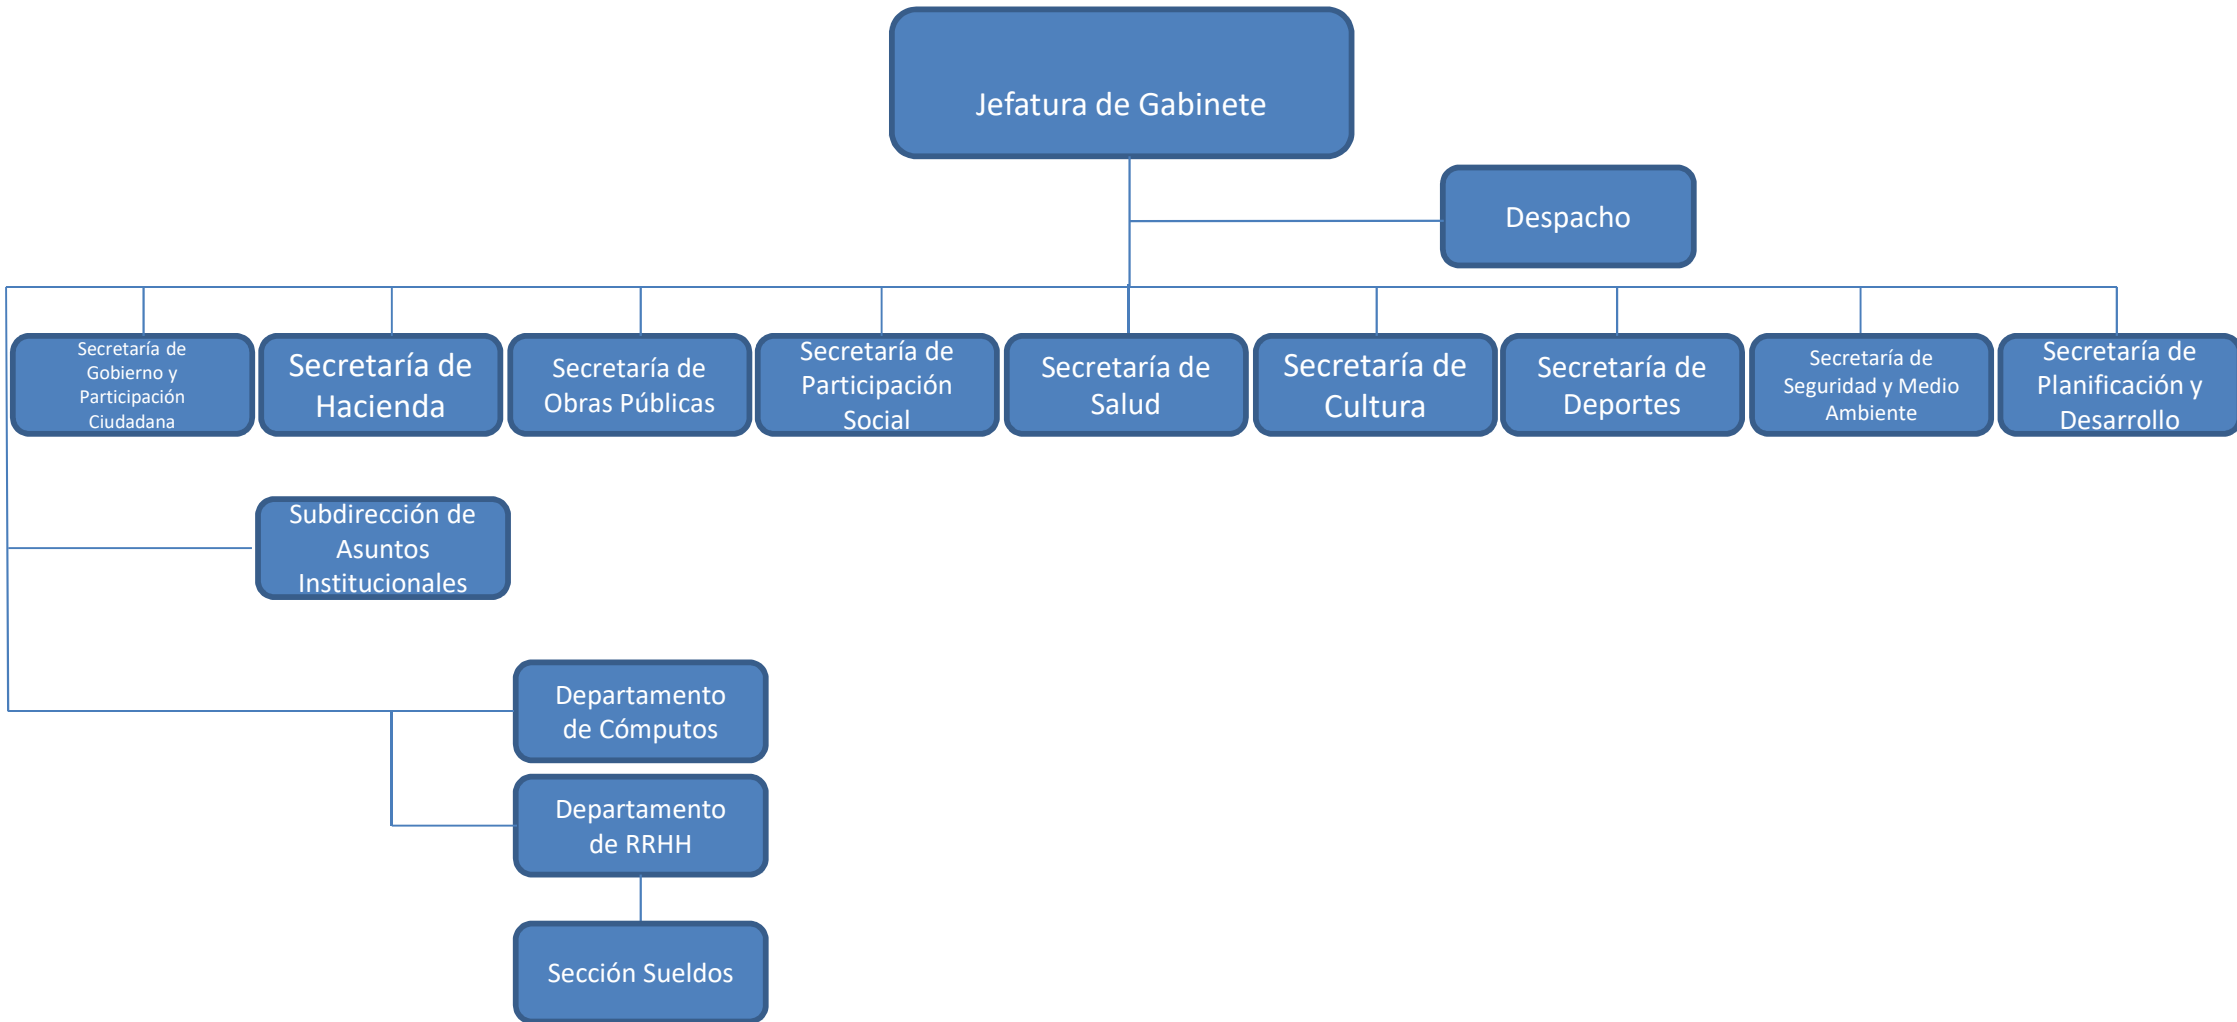 Jefatura de Gabinete
Despacho
Secretaría de
Gobierno y
Participación
Ciudadana
Secretaría de
Hacienda
Secretaría de
Obras Públicas
Secretaría de
Participación
Social
Secretaría de
Salud
Secretaría de
Cultura
Secretaría de
Deportes
Secretaría de
Seguridad y Medio
Ambiente
Secretaría de
Planificación y
Desarrollo
Subdirección de
Asuntos
Institucionales
Departamento
de Cómputos
Departamento
de RRHH
Sección Sueldos